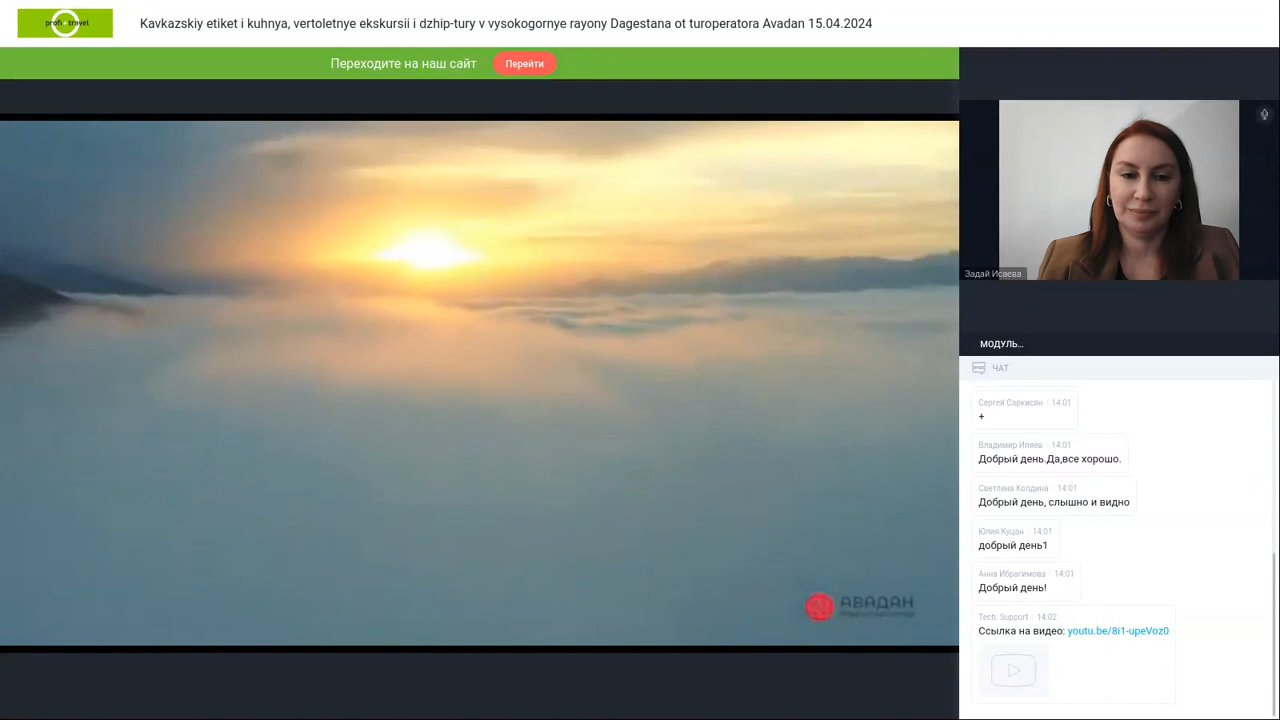 profi travel
Kavkazskiy etiket i kuhnya, vertoletnye ekskursii i dzhip-tury v vysokogornye rayony Dagestana ot turoperatora Avadan 15.04.2024
Переходите на наш сайт
Перейти
Задай Исаева
МОДУЛЬ...
ЧАТ
Сергей Саркисян 14:01
+
Владимир Иляев 14:01
Добрый день.Да,все хорошо.
Светлана Колдина 14:01
Добрый день, слышно и видно
Юлия Куцан 14:01
добрый день1
Анна Ибрагимова 14:01
Добрый день!
Tech. Support 14:02
Ссылка на видео: youtu.be/8i1-upeVoz0
АВАДАН